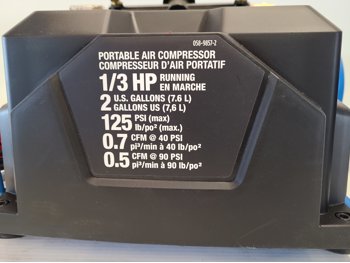 058-9857-2
PORTABLE AIR COMPRESSOR
COMPRESSEUR D'AIR PORTATIF
1/3 HP RUNNING
EN MARCHE
2 U.S. GALLONS (7,6 L)
GALLONS US (7,6 L)
125 PSI (max)
lb/po² (max.)
0.7 CFM @ 40 PSI
pi³/min à 40 lb/po²
0.5 CFM @ 90 PSI
pi³/min à 90 lb/po²